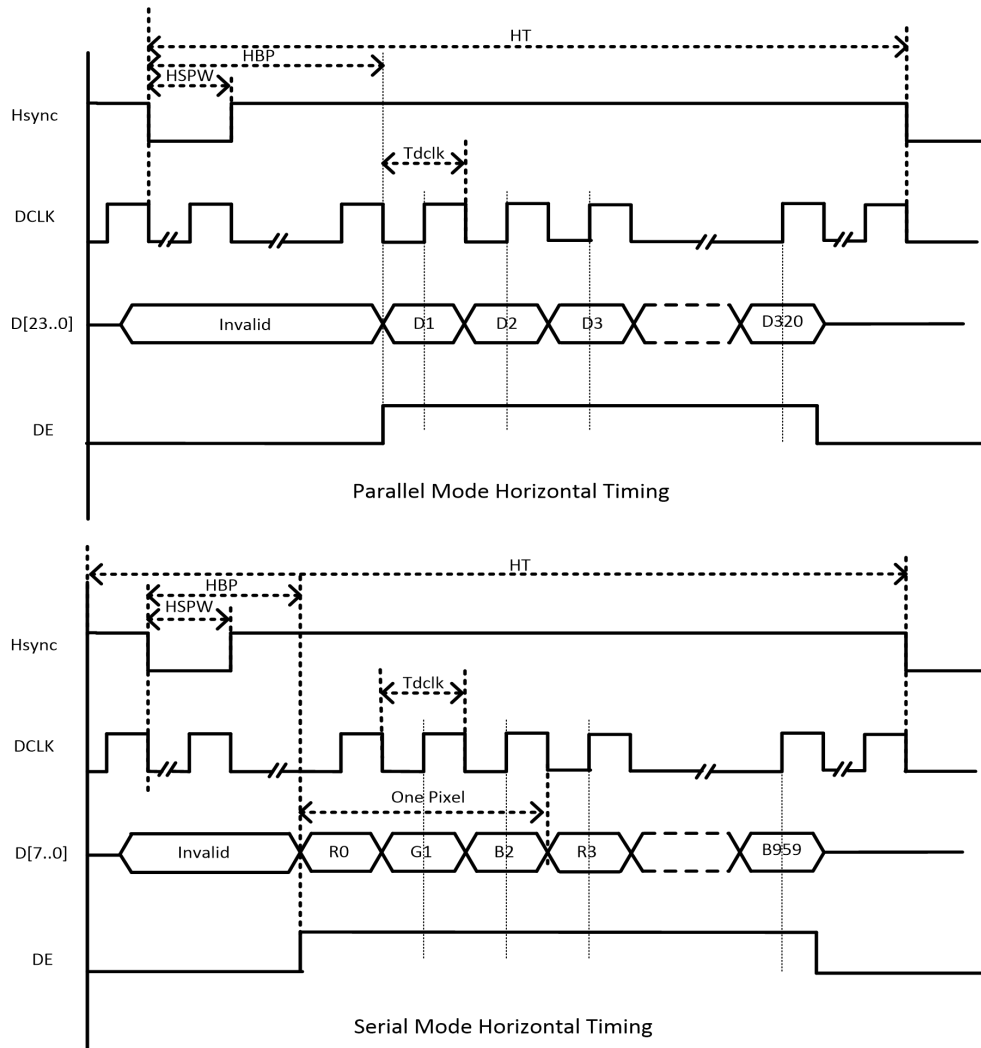 HT
HBP
HSPW
Hsync
Tdclk
DCLK
D[23..0] Invalid D1 D2 D3 D320
DE
Parallel Mode Horizontal Timing
HT
HBP
HSPW
Hsync
Tdclk
DCLK
One Pixel
D[7..0] Invalid R0 G1 B2 R3 B959
DE
Serial Mode Horizontal Timing